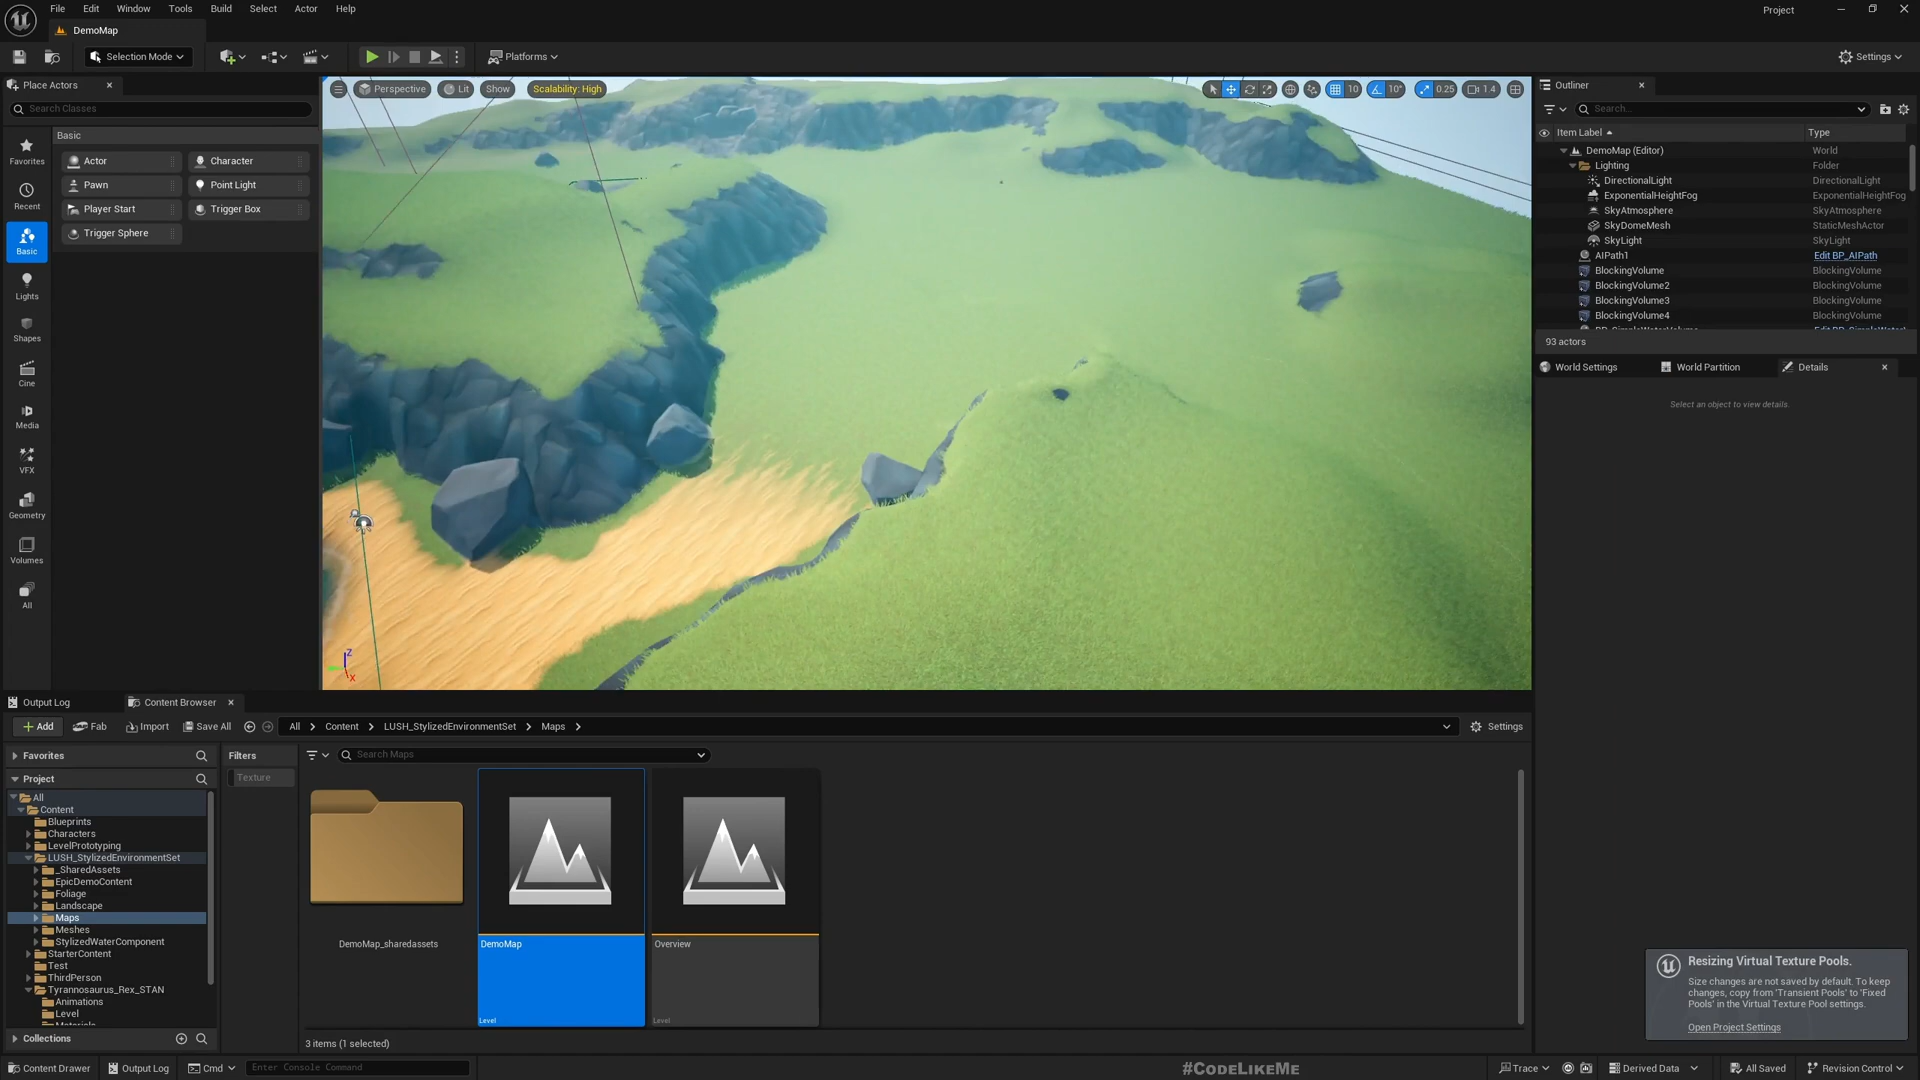 File Edit Window Tools Build Select Actor Help
Project
DemoMap
Selection Mode
Platforms
Settings
Place Actors
Search Classes
Basic
Favorites
Recent
Basic
Lights
Shapes
Cine
Media
VFX
Geometry
Volumes
All
Actor
Character
Pawn
Point Light
Player Start
Trigger Box
Trigger Sphere
Perspective Lit Show Scalability: High
10 10° 0.25 1.4
Z
X
Outliner
Search...
Item Label Type
DemoMap (Editor) World
Lighting Folder
DirectionalLight DirectionalLight
ExponentialHeightFog ExponentialHeightFog
SkyAtmosphere SkyAtmosphere
SkyDomeMesh StaticMeshActor
SkyLight SkyLight
AIPath1 Edit BP_AIPath
BlockingVolume BlockingVolume
BlockingVolume2 BlockingVolume
BlockingVolume3 BlockingVolume
BlockingVolume4 BlockingVolume
93 actors
World Settings World Partition Details
Select an object to view details.
Output Log Content Browser
Add Fab Import Save All All Content LUSH_StylizedEnvironmentSet Maps Settings
Favorites
Project
All
Content
Blueprints
Characters
LevelPrototyping
LUSH_StylizedEnvironmentSet
_SharedAssets
EpicDemoContent
Foliage
Landscape
Maps
Meshes
StylizedWaterComponent
StarterContent
Test
ThirdPerson
Tyrannosaurus_Rex_STAN
Animations
Level
Collections
Filters
Texture
Search Maps
DemoMap_sharedassets
DemoMap
Level
Overview
Level
3 items (1 selected)
Resizing Virtual Texture Pools.
Size changes are not saved by default. To keep
changes, copy from 'Transient Pools' to 'Fixed
Pools' in the Virtual Texture Pool settings.
Open Project Settings
Content Drawer Output Log Cmd Enter Console Command
#CodeLikeMe
Trace Derived Data All Saved Revision Control